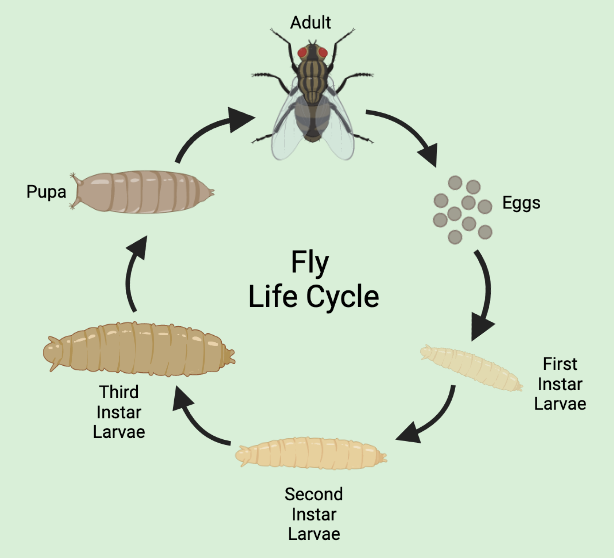 Adult
Pupa
Eggs
Fly
Life Cycle
First
Instar
Larvae
Third
Instar
Larvae
Second
Instar
Larvae